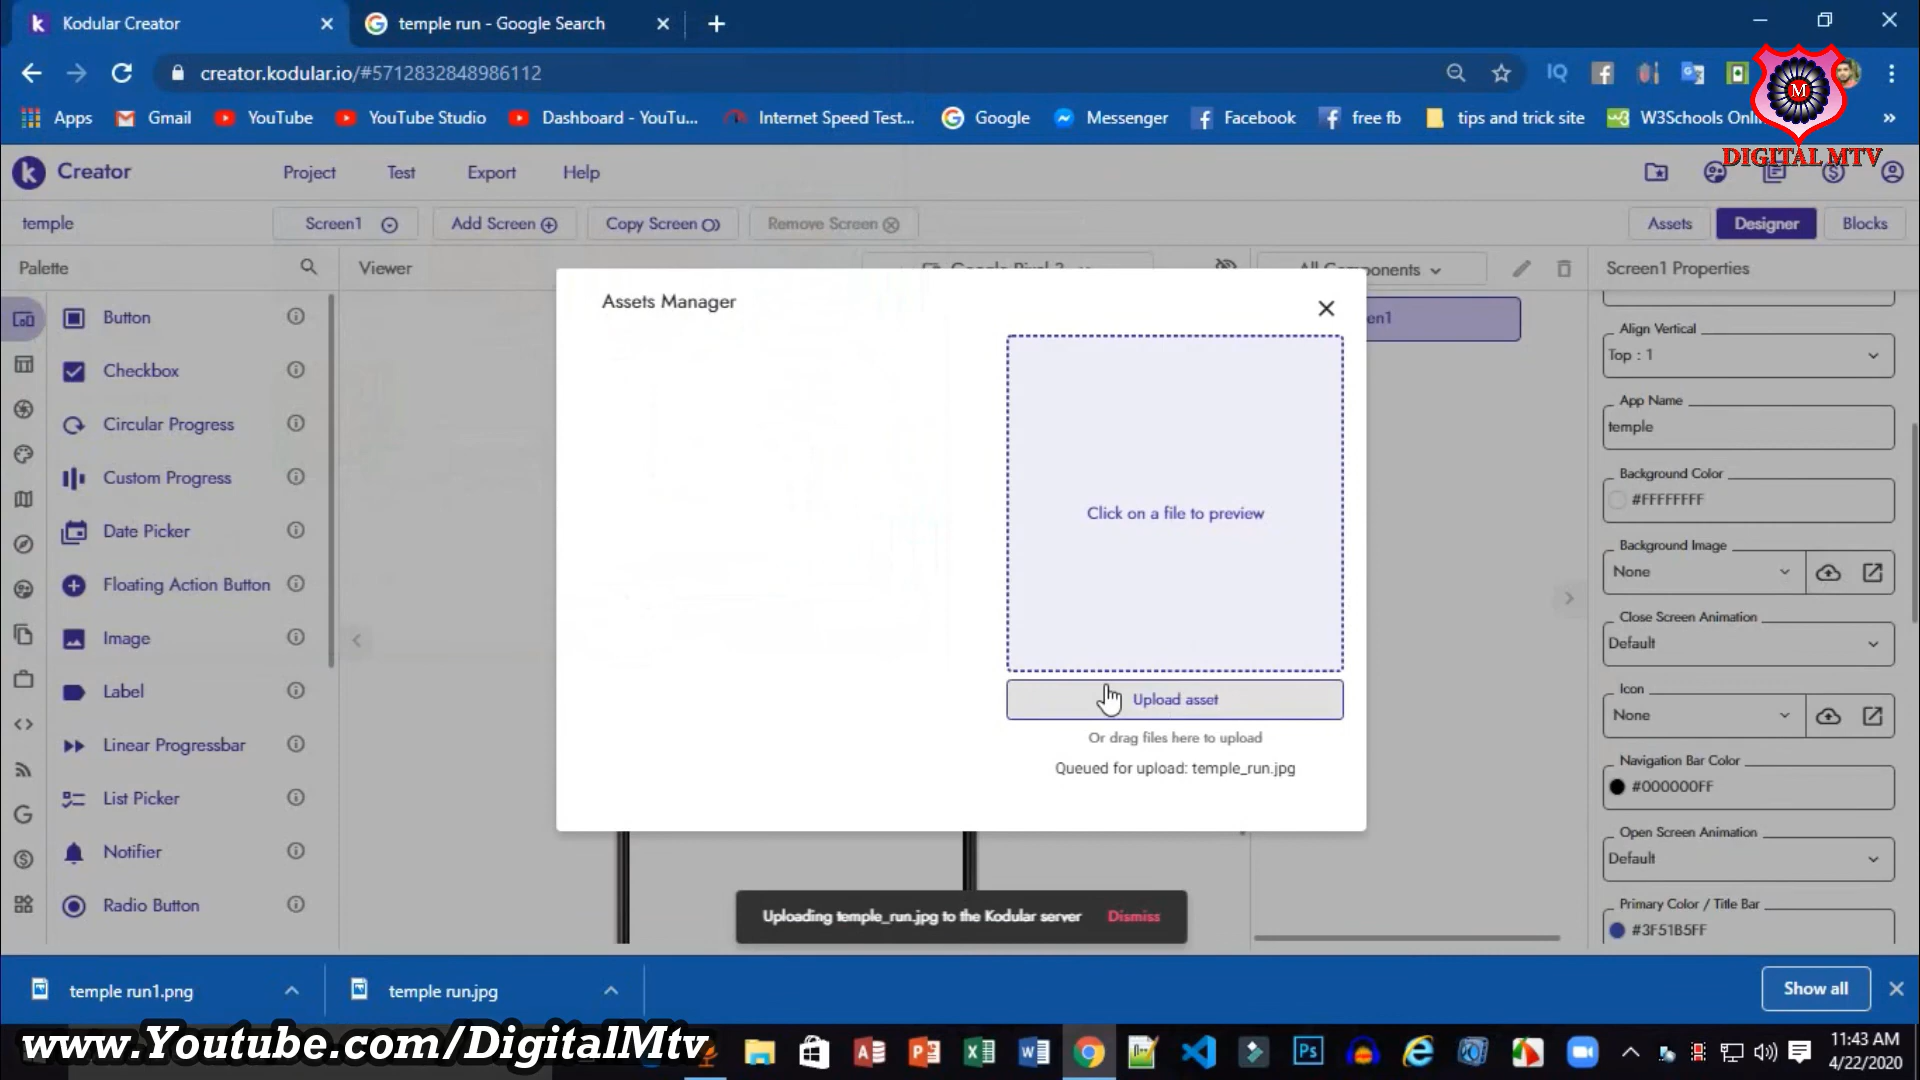 Kodular Creator
temple run - Google Search
creator.kodular.io/#5712832848986112
Apps
Gmail
YouTube
YouTube Studio
Dashboard - YouTu...
Internet Speed Test...
Google
Messenger
Facebook
free fb
tips and trick site
W3Schools Onlin
M
DIGITAL MTV
Creator
Project
Test
Export
Help
temple
Screen1
Add Screen
Copy Screen
Remove Screen
Assets
Designer
Blocks
Palette
Viewer
All Components
Screen1 Properties
Button
Checkbox
Circular Progress
Custom Progress
Date Picker
Floating Action Button
Image
Label
Linear Progressbar
List Picker
Notifier
Radio Button
Assets Manager
Click on a file to preview
Upload asset
Or drag files here to upload
Queued for upload: temple_run.jpg
en1
Align Vertical
Top : 1
App Name
temple
Background Color
#FFFFFFFF
Background Image
None
Close Screen Animation
Default
Icon
None
Navigation Bar Color
#000000FF
Open Screen Animation
Default
Primary Color / Title Bar
#3F51B5FF
Uploading temple_run.jpg to the Kodular server
Dismiss
temple run1.png
temple run.jpg
Show all
www.Youtube.com/DigitalMtv
11:43 AM
4/22/2020